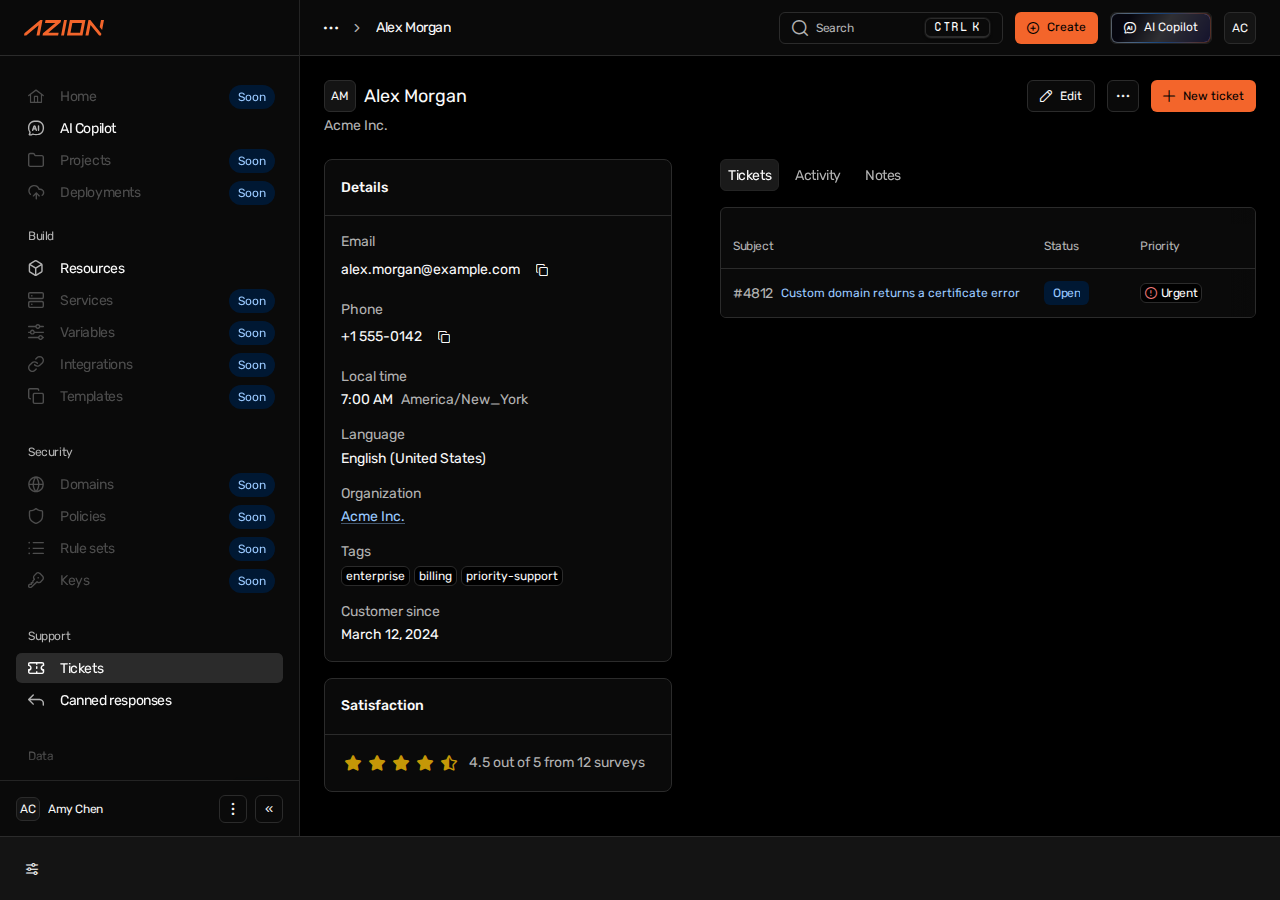 AZION
Alex Morgan
Search
CTRL K
Create
AI Copilot
AC
Home
Soon
AI Copilot
Projects
Soon
Deployments
Soon
Build
Resources
Services
Soon
Variables
Soon
Integrations
Soon
Templates
Soon
Security
Domains
Soon
Policies
Soon
Rule sets
Soon
Keys
Soon
Support
Tickets
Canned responses
Data
AC
Amy Chen
AM
Alex Morgan
Acme Inc.
Edit
New ticket
Details
Email
alex.morgan@example.com
Phone
+1 555-0142
Local time
7:00 AM America/New_York
Language
English (United States)
Organization
Acme Inc.
Tags
enterprise billing priority-support
Customer since
March 12, 2024
Satisfaction
4.5 out of 5 from 12 surveys
Tickets Activity Notes
Subject Status Priority
#4812 Custom domain returns a certificate error Open Urgent